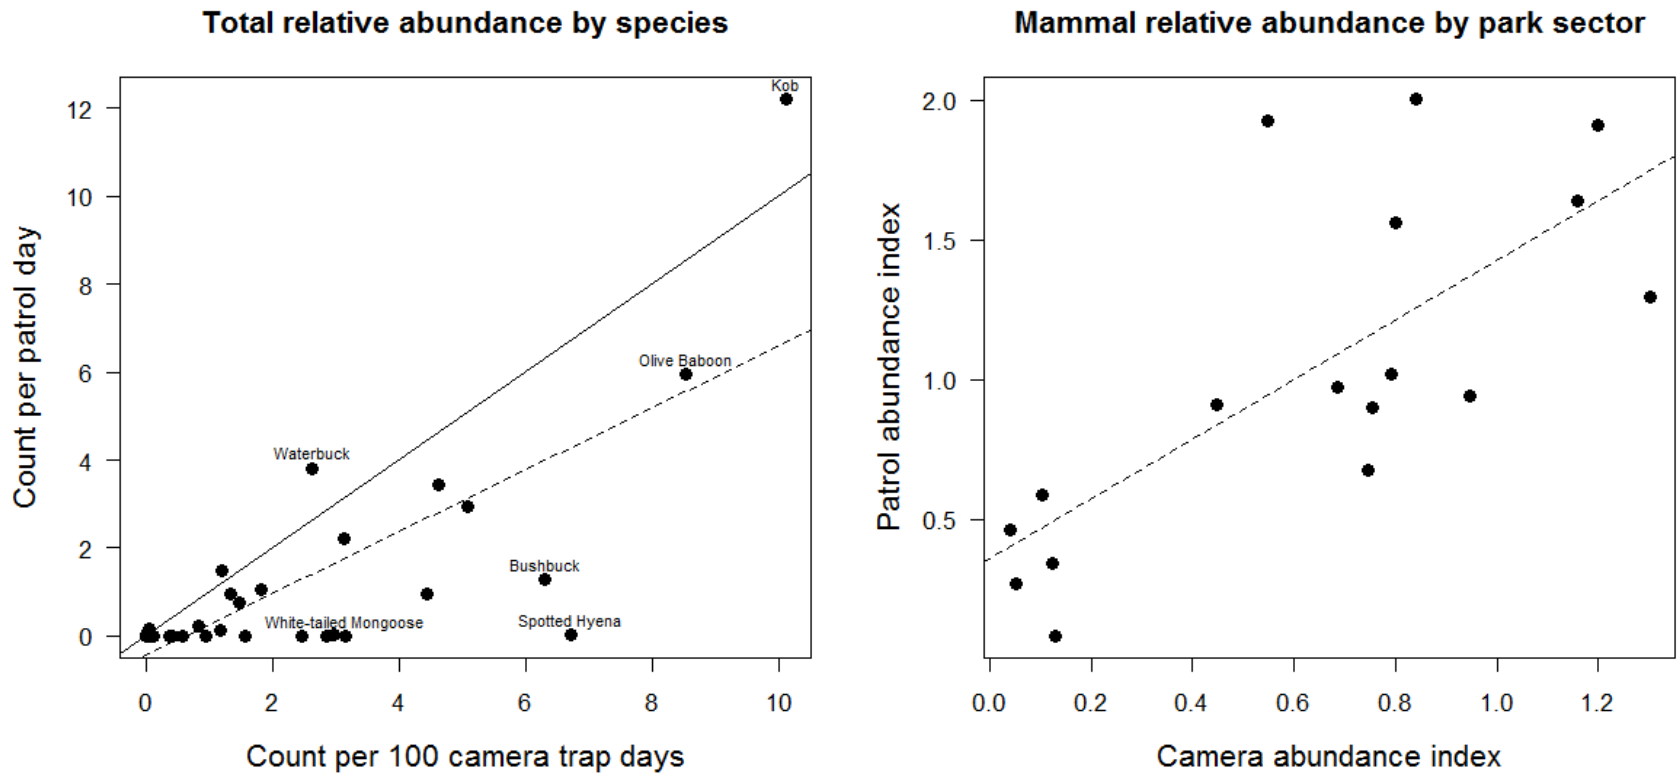 Total relative abundance by species
Count per patrol day
12
10
8
6
4
2
0
Kob
Olive Baboon
Waterbuck
Bushbuck
White-tailed Mongoose
Spotted Hyena
0 2 4 6 8 10
Count per 100 camera trap days
Mammal relative abundance by park sector
Patrol abundance index
2.0
1.5
1.0
0.5
0.0 0.2 0.4 0.6 0.8 1.0 1.2
Camera abundance index